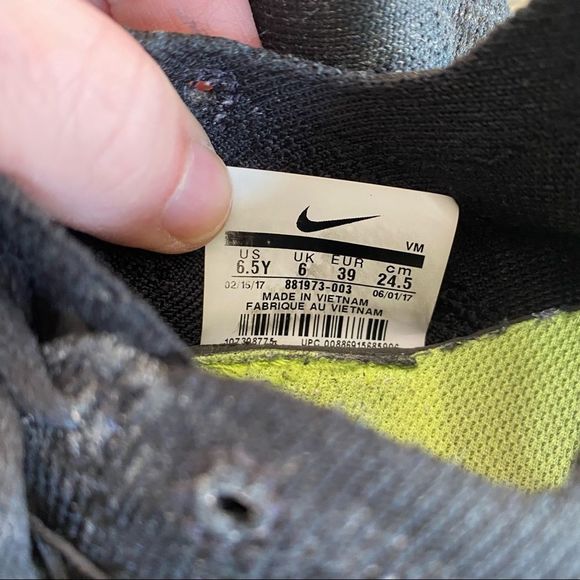 VM
US UK EUR cm
6.5Y 6 39 24.5
02/15/17 881973-003 06/01/17
MADE IN VIETNAM
FABRIQUE AU VIETNAM
UPC